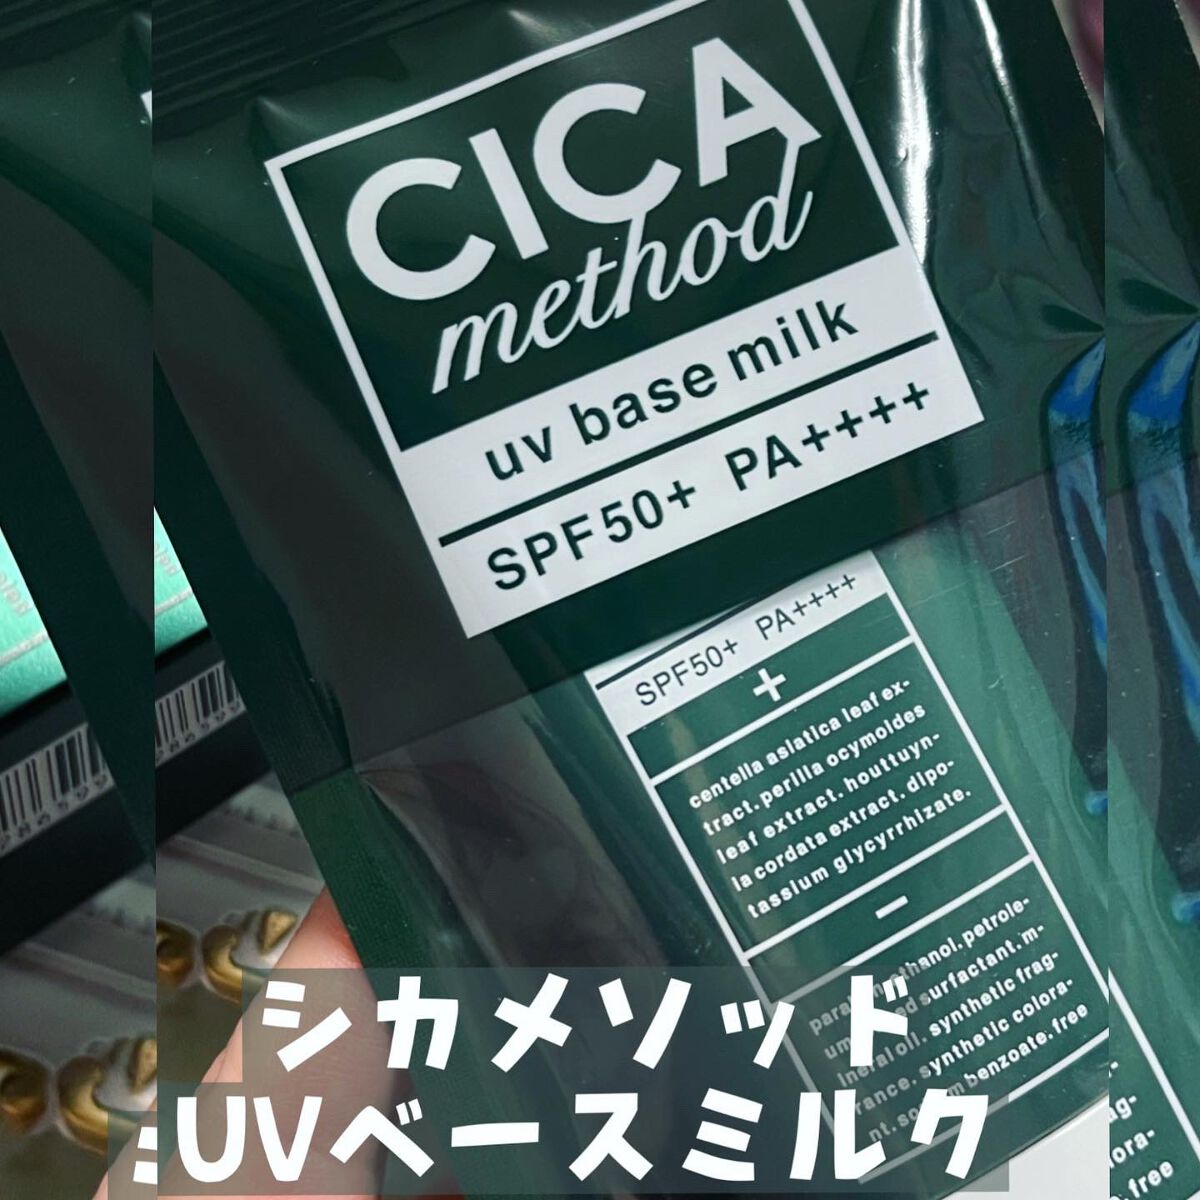 CICA
method
uv base milk
SPF50+ PA++++
SPF50+ PA++++
+
centella asiatica leaf ex-
tract. perilla ocymoides
leaf extract. houttuyn-
ia cordata extract. dipo-
tassium glycyrrhizate.
-
ethanol. petrole-
surfactant. m-
ineral oil. synthetic frag-
rance. synthetic colora-
benzoate. free
シカメソッド
UVベースミルク